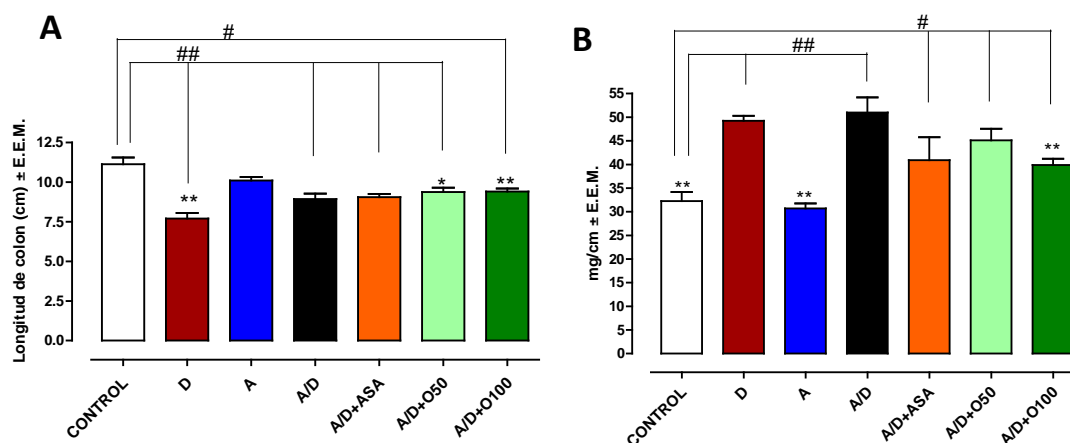 A
#
##
Longitud de colon (cm) ± E.E.M.
12.5
10.0
7.5
5.0
2.5
0.0
**
*
**
CONTROL
D
A
A/D
A/D+ASA
A/D+O50
A/D+O100
B
#
##
mg/cm ± E.E.M.
55
50
45
40
35
30
25
20
15
10
5
0
**
**
**
CONTROL
D
A
A/D
A/D+ASA
A/D+O50
A/D+O100